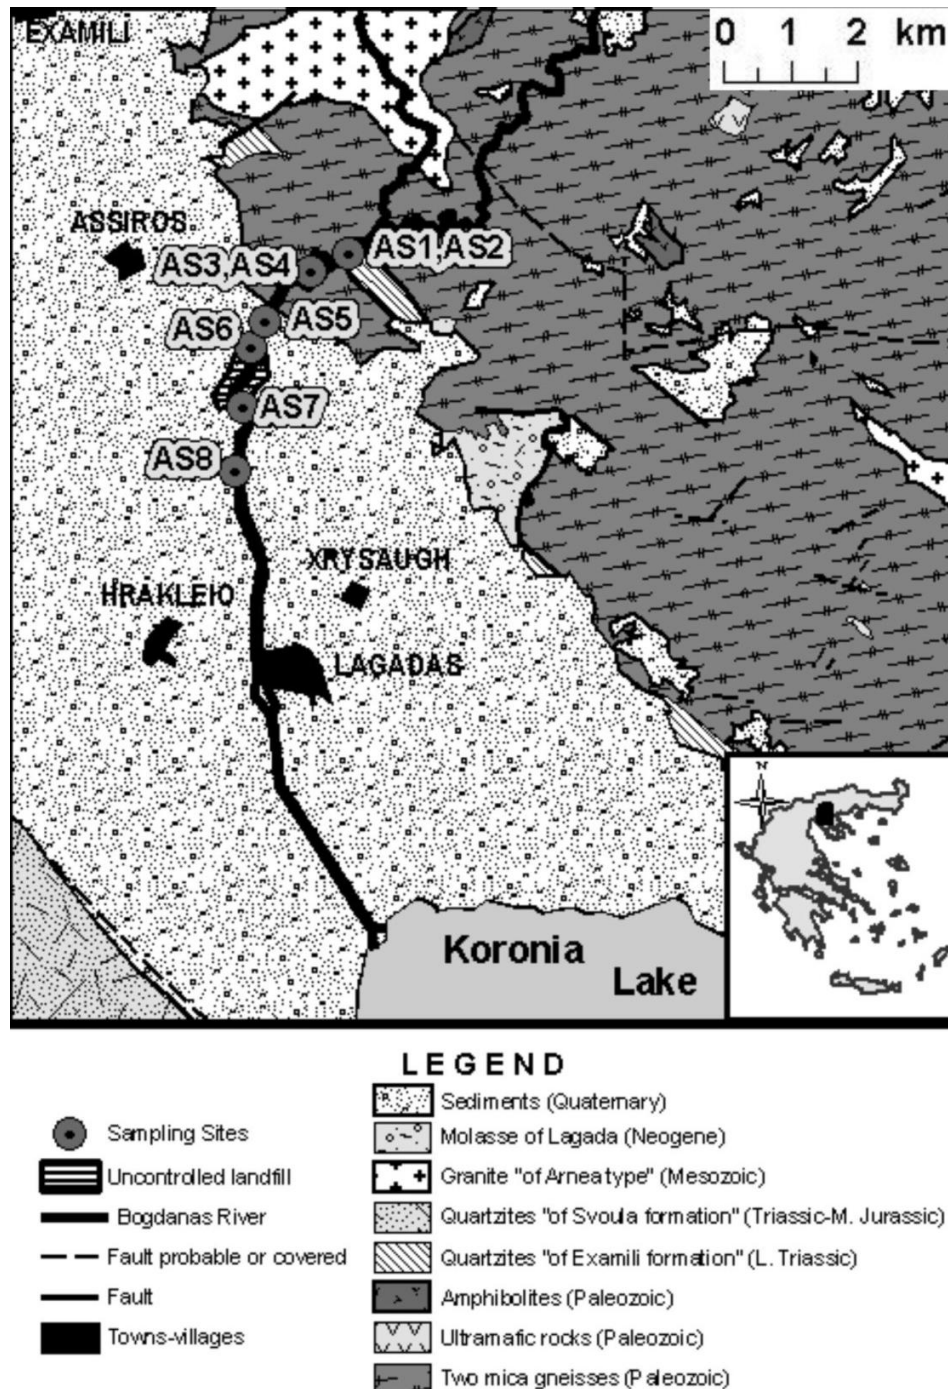 EXAMILI
0 1 2 km
ASSIROS
AS1,AS2
AS3,AS4
AS5
AS6
AS7
AS8
XRYSAUGH
HRAKLEIO
LAGADAS
N
Koronia
Lake
LEGEND
Sampling Sites
Uncontrolled landfill
Bogdanas River
Fault probable or covered
Fault
Towns-villages
Sediments (Quaternary)
Molasse of Lagada (Neogene)
Granite "of Arnea type" (Mesozoic)
Quartzites "of Svoula formation" (Triassic-M. Jurassic)
Quartzites "of Examili formation" (L. Triassic)
Amphibolites (Paleozoic)
Ultramafic rocks (Paleozoic)
Two mica gneisses (Paleozoic)